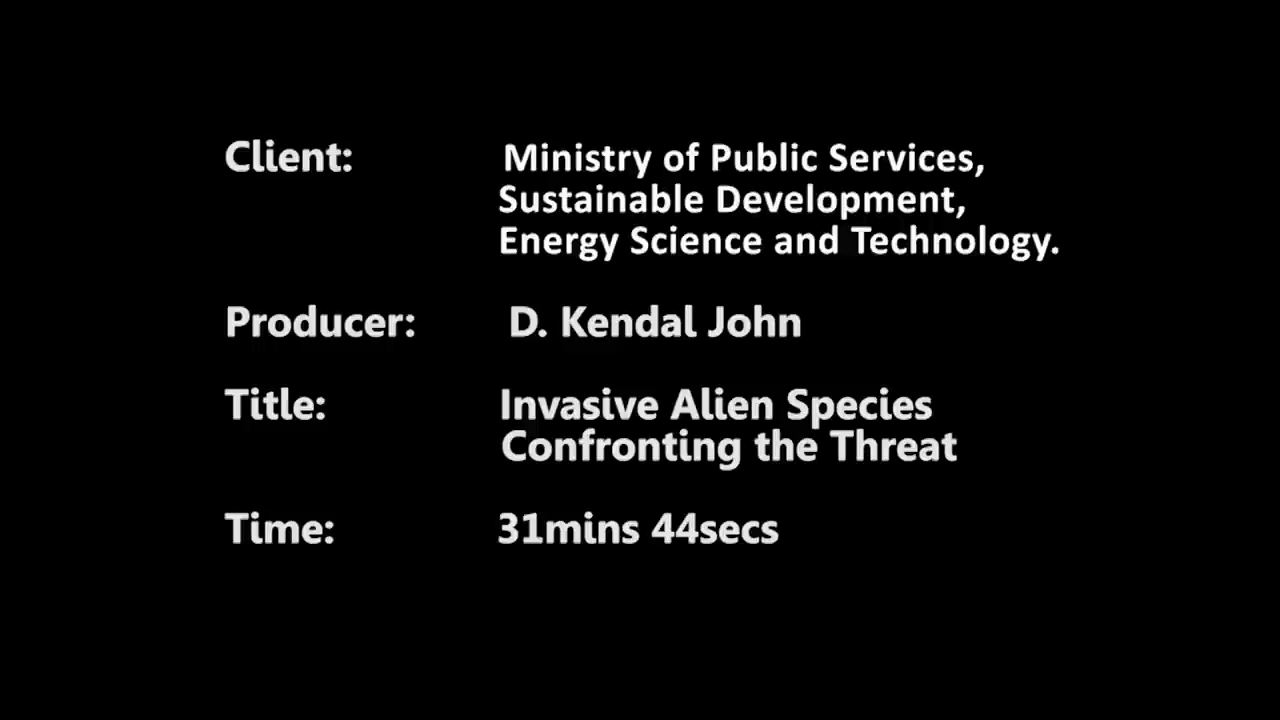 Client: Ministry of Public Services,
Sustainable Development,
Energy Science and Technology.
Producer: D. Kendal John
Title: Invasive Alien Species
Confronting the Threat
Time: 31mins 44secs